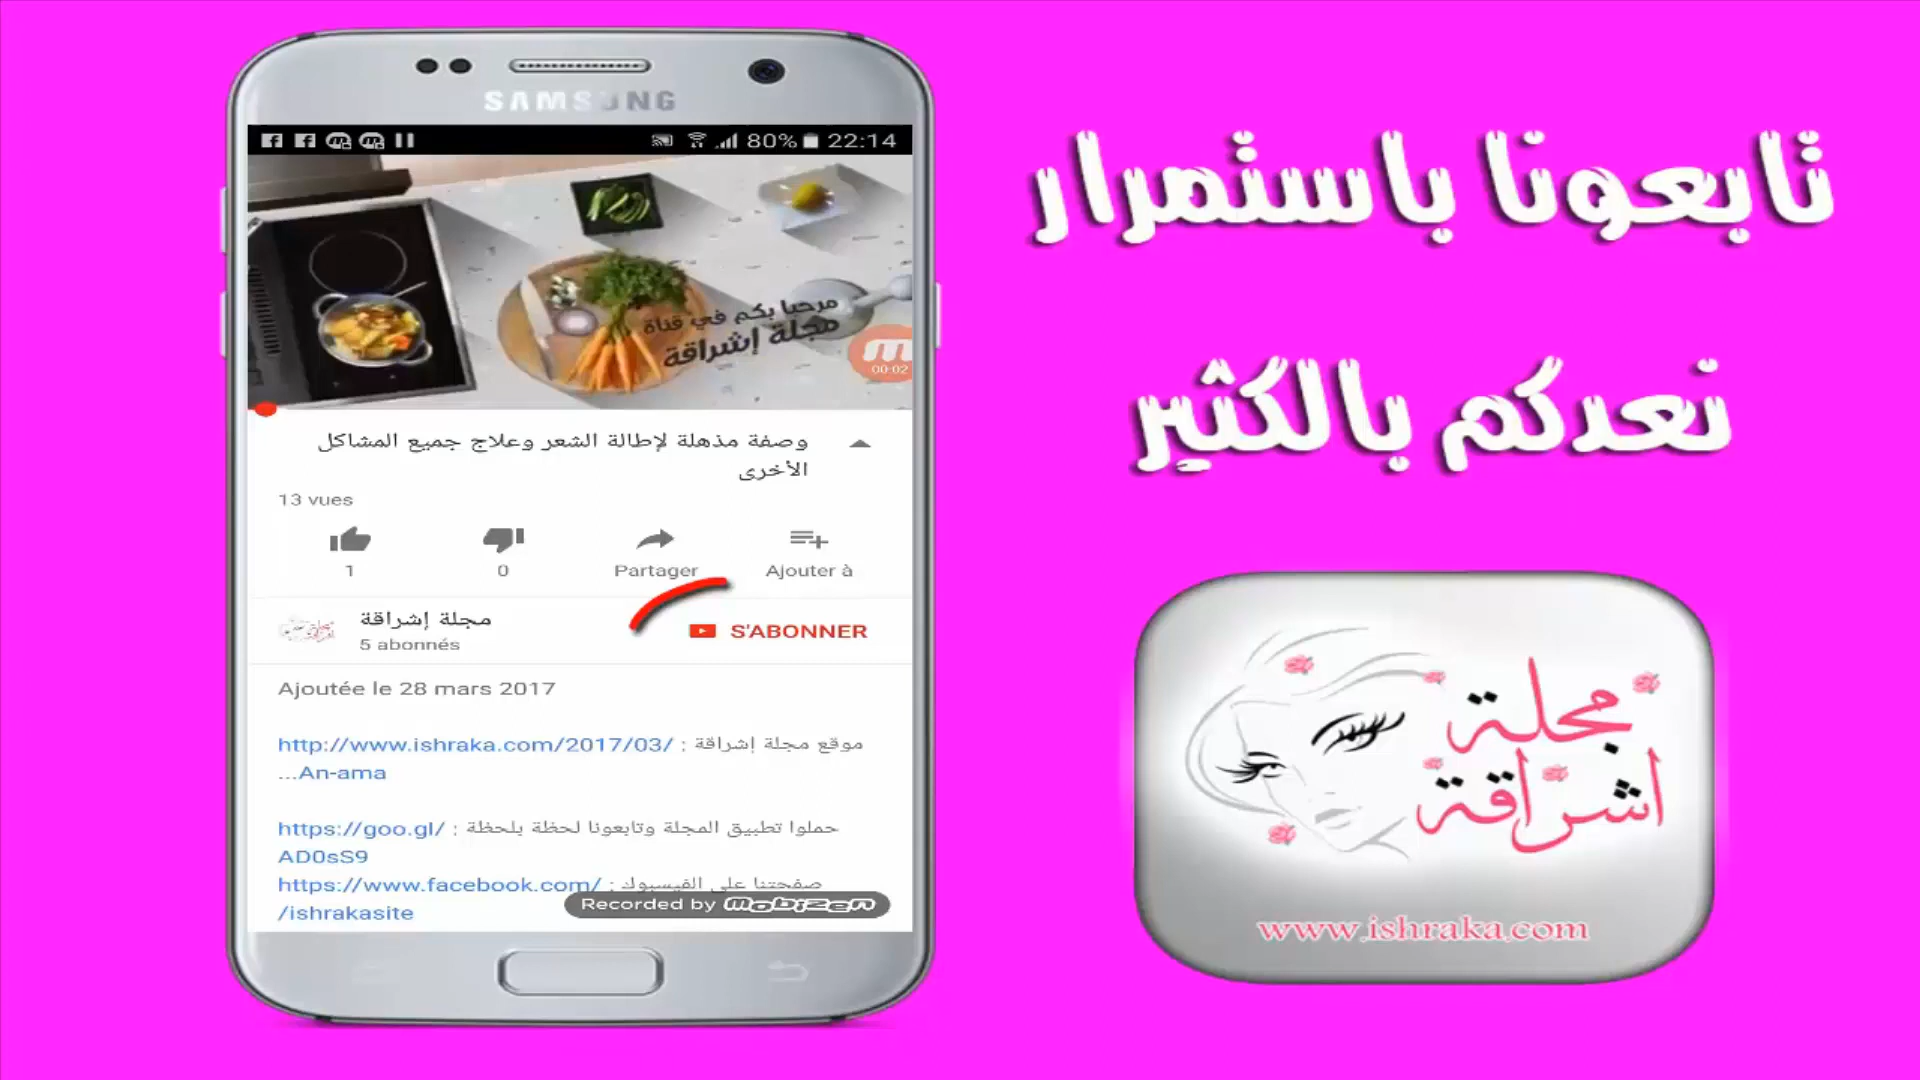 SAMSUNG
80% 22:14
مرحبا بكم في قناة
مجلة إشراقة
00:02
وصفة مذهلة لإطالة الشعر وعلاج جميع المشاكل
الأخرى
13 vues
1
0
Partager
Ajouter à
مجلة إشراقة
5 abonnés
S'ABONNER
Ajoutée le 28 mars 2017
موقع مجلة إشراقة : http://www.ishraka.com/2017/03/
An-ama...
حملوا تطبيق المجلة وتابعونا لحظة بلحظة : https://goo.gl/
AD0sS9
صفحتنا على الفيسبوك : https://www.facebook.com/
/ishrakasite
Recorded by mobizen
تابعونا باستمرار
نعدكم بالكثير
مجلة
اشراقة
www.ishraka.com